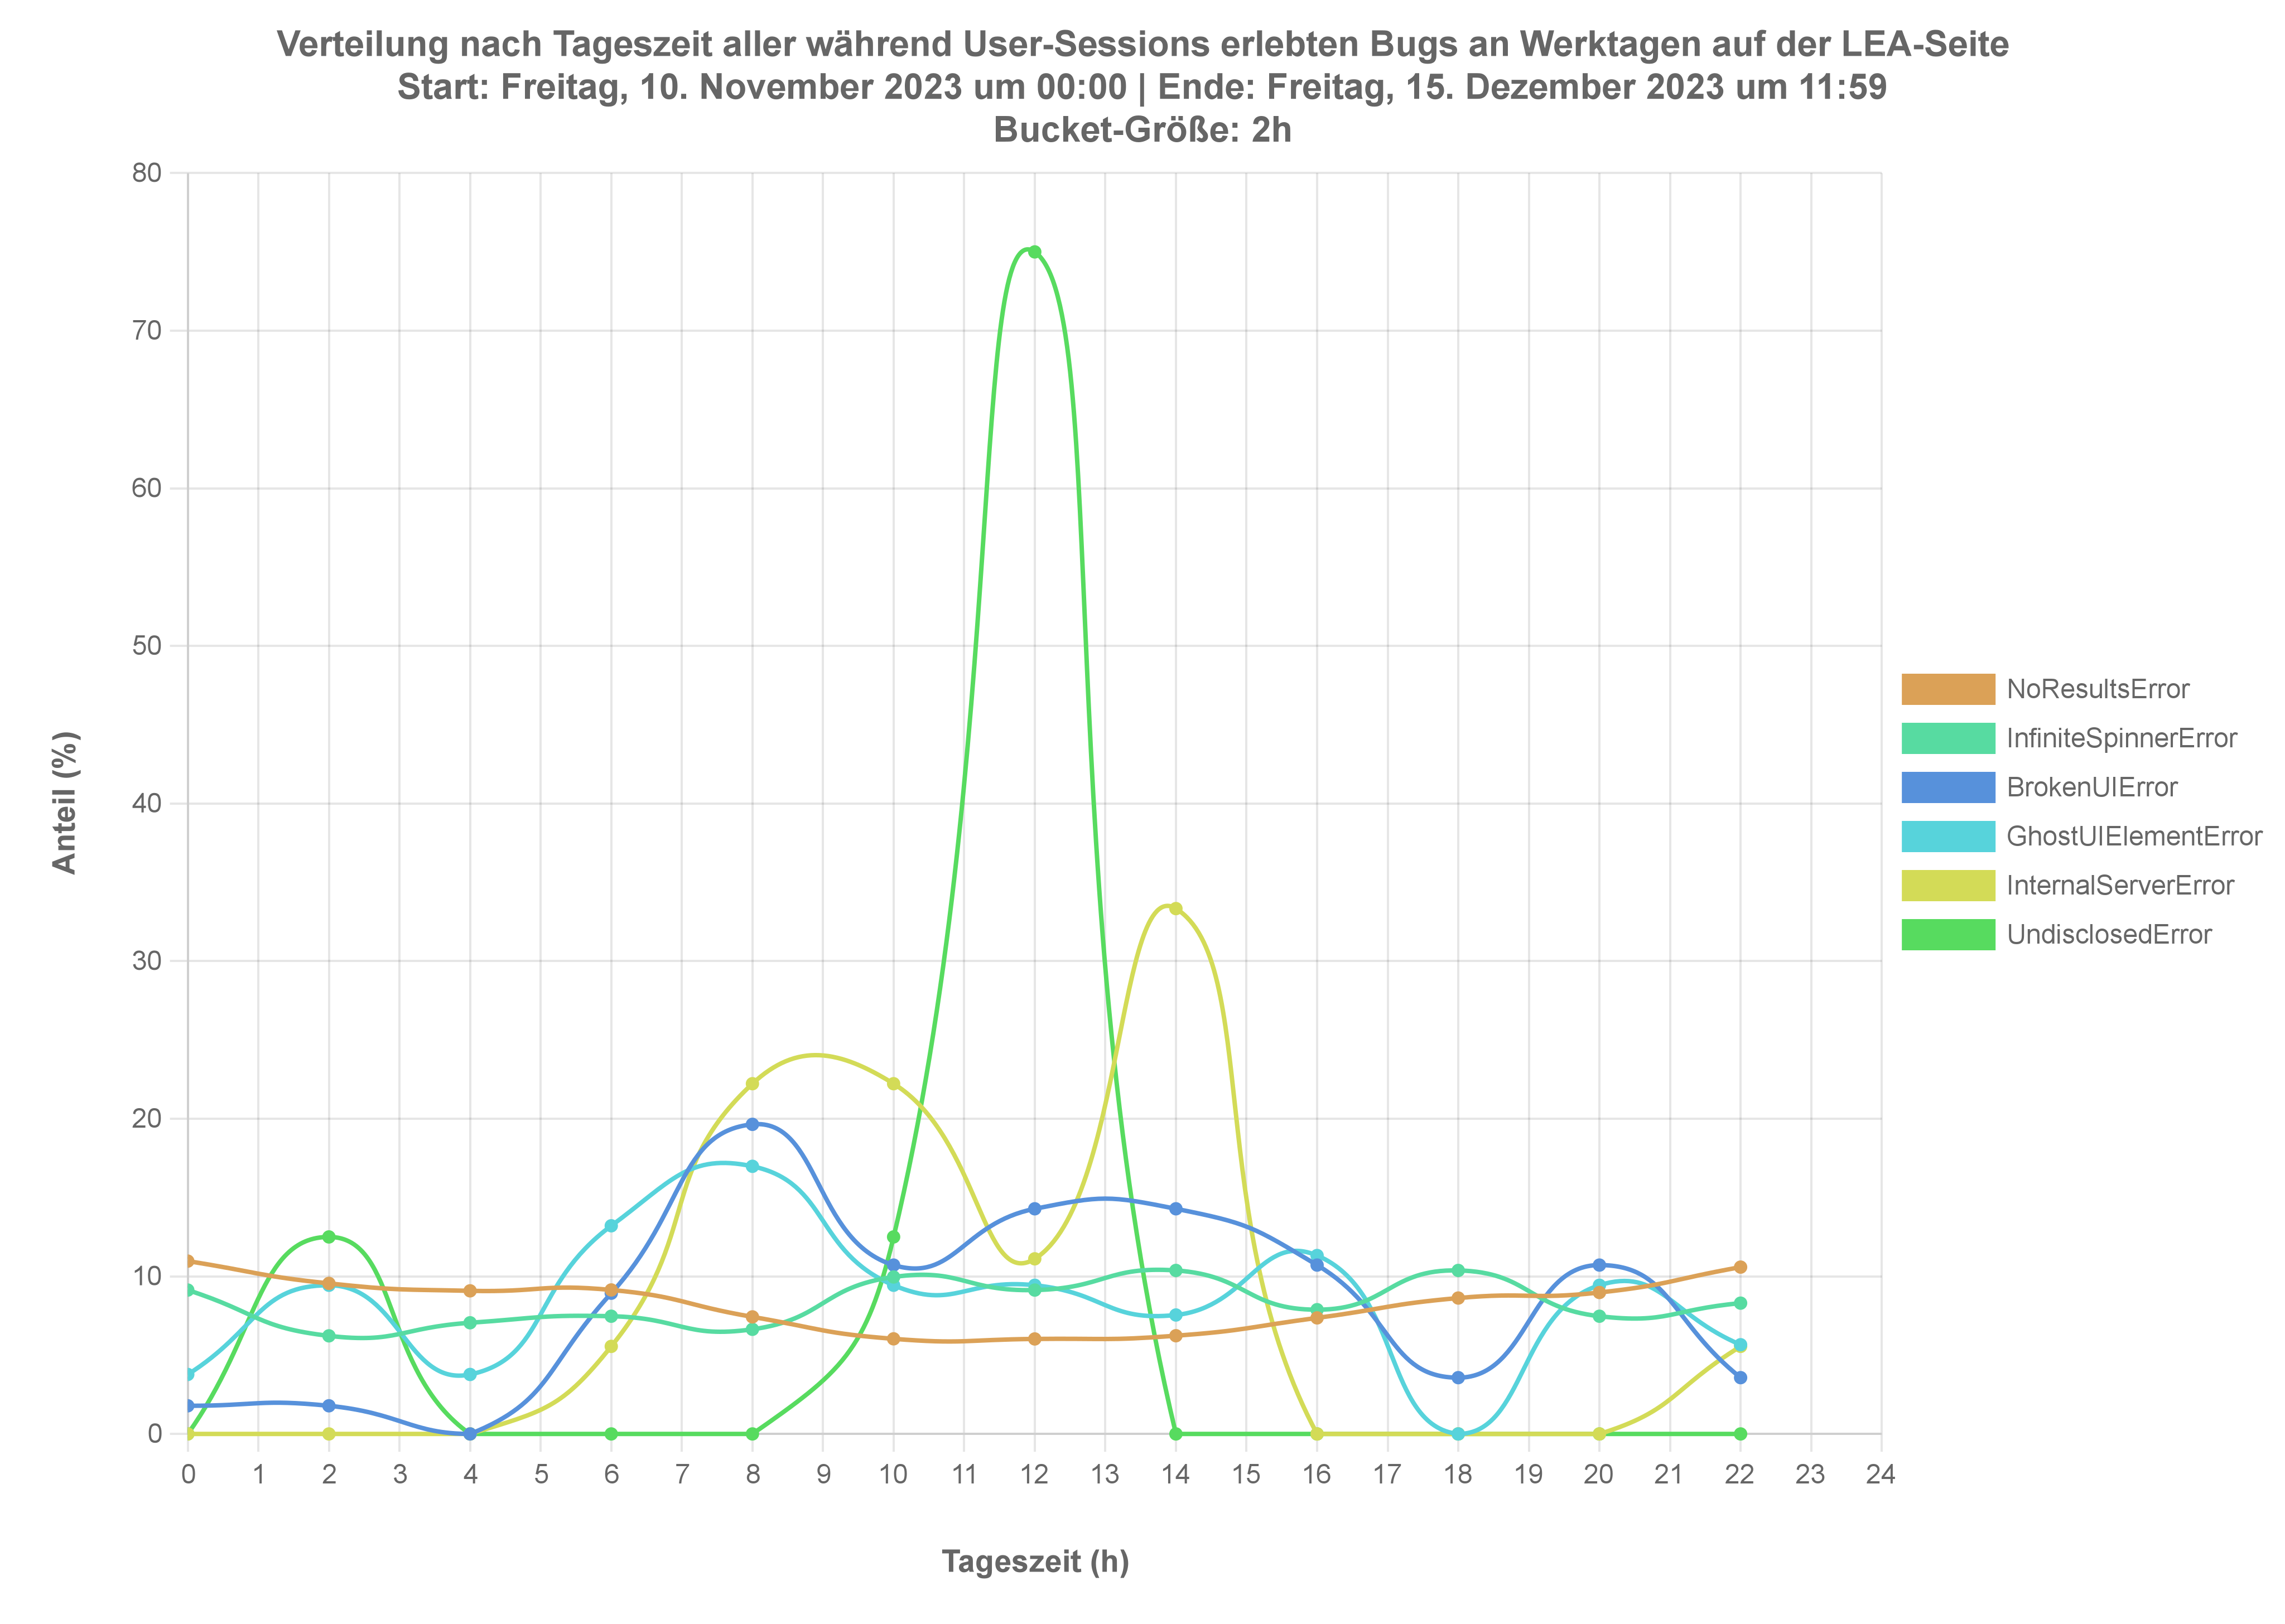 Verteilung nach Tageszeit aller während User-Sessions erlebten Bugs an Werktagen auf der LEA-Seite
Start: Freitag, 10. November 2023 um 00:00 | Ende: Freitag, 15. Dezember 2023 um 11:59
Bucket-Größe: 2h
80
70
60
50
40
30
20
10
0
Anteil (%)
0 1 2 3 4 5 6 7 8 9 10 11 12 13 14 15 16 17 18 19 20 21 22 23 24
Tageszeit (h)
NoResultsError
InfiniteSpinnerError
BrokenUIError
GhostUIElementError
InternalServerError
UndisclosedError